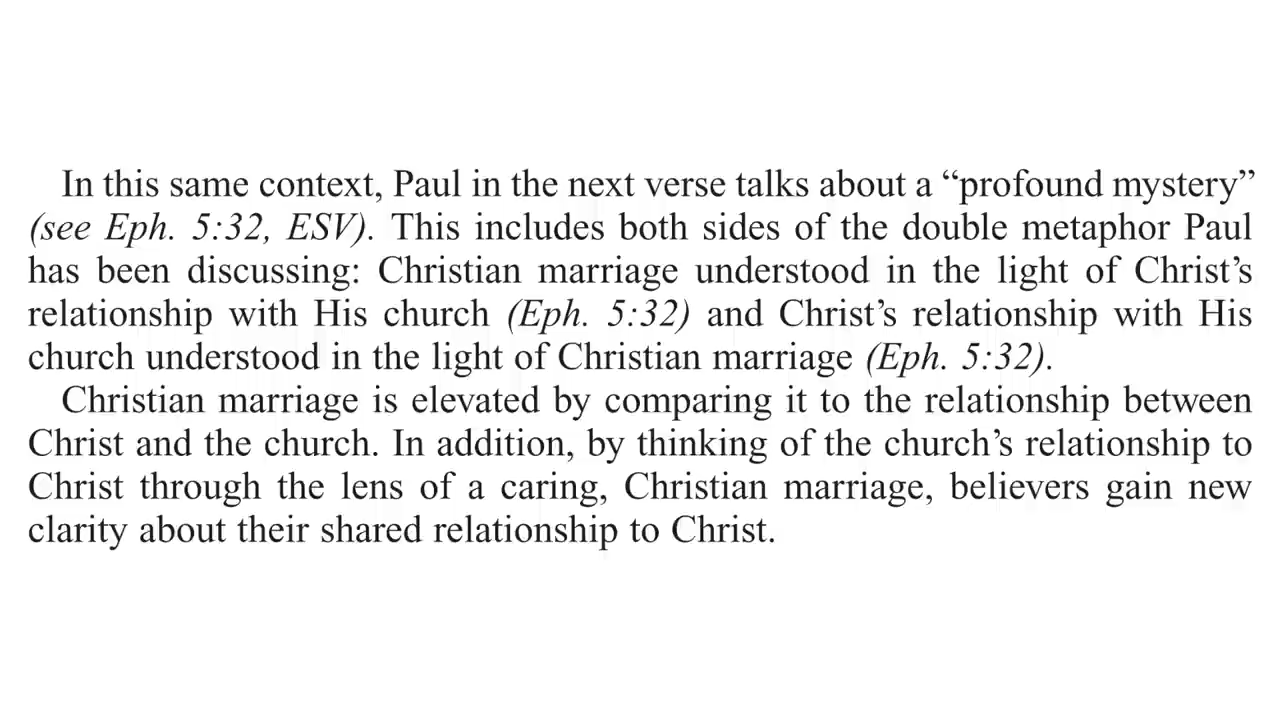 In this same context, Paul in the next verse talks about a “profound mystery”
(see Eph. 5:32, ESV). This includes both sides of the double metaphor Paul
has been discussing: Christian marriage understood in the light of Christ’s
relationship with His church (Eph. 5:32) and Christ’s relationship with His
church understood in the light of Christian marriage (Eph. 5:32).
Christian marriage is elevated by comparing it to the relationship between
Christ and the church. In addition, by thinking of the church’s relationship to
Christ through the lens of a caring, Christian marriage, believers gain new
clarity about their shared relationship to Christ.